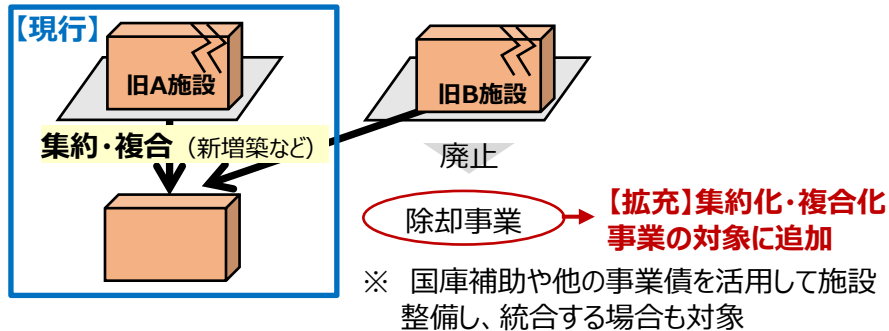 【現行】
旧A施設
旧B施設
集約・複合（新増築など）
廃止
除却事業
【拡充】集約化・複合化
事業の対象に追加
※　国庫補助や他の事業債を活用して施設
整備し、統合する場合も対象